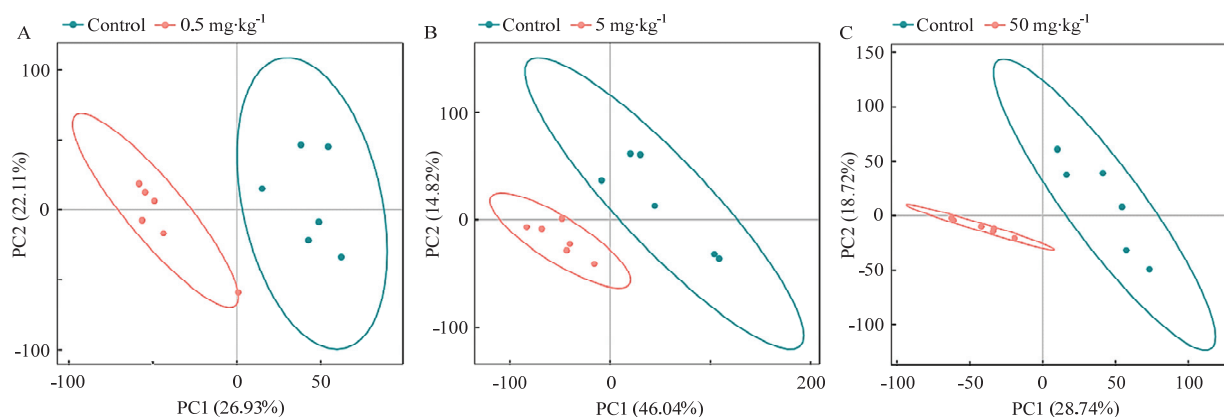 A
Control 0.5 mg·kg⁻¹
PC2 (22.11%)
100
0
-100
-100 0 50
PC1 (26.93%)
B
Control 5 mg·kg⁻¹
PC2 (14.82%)
100
0
-100
-100 0 100 200
PC1 (46.04%)
C
Control 50 mg·kg⁻¹
PC2 (18.72%)
150
100
50
0
-50
-100
-100 -50 0 50 100
PC1 (28.74%)